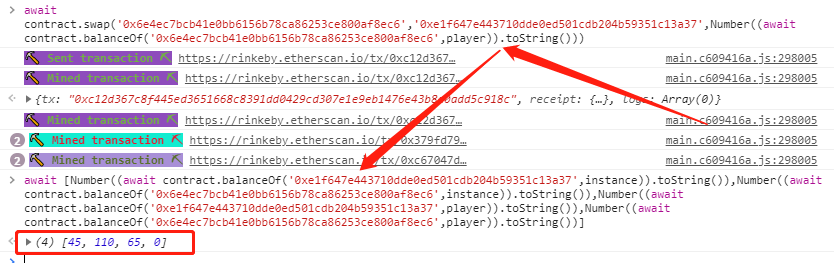 await
contract.swap('0x6e4ec7bcb41e0bb6156b78ca86253ce800af8ec6','0xe1f647e443710dde0ed501cdb204b59351c13a37',Number((await
contract.balanceOf('0x6e4ec7bcb41e0bb6156b78ca86253ce800af8ec6',player)).toString()))
Sent transaction https://rinkeby.etherscan.io/tx/0xc12d367… main.c609416a.js:298005
Mined transaction https://rinkeby.etherscan.io/tx/0xc12d367… main.c609416a.js:298005
{tx: receipt: {…}, logs: Array(0)}
Mined transaction https://rinkeby.etherscan.io/tx/0xc12d367… main.c609416a.js:298005
2 Mined transaction https://rinkeby.etherscan.io/tx/0x379fd79… main.c609416a.js:298005
2 Mined transaction https://rinkeby.etherscan.io/tx/0xc67047d… main.c609416a.js:298005
await [Number((await contract.balanceOf('0xe1f647e443710dde0ed501cdb204b59351c13a37',instance)).toString()),Number((await
contract.balanceOf('0x6e4ec7bcb41e0bb6156b78ca86253ce800af8ec6',instance)).toString()),Number((await
contract.balanceOf('0xe1f647e443710dde0ed501cdb204b59351c13a37',player)).toString()),Number((await
contract.balanceOf('0x6e4ec7bcb41e0bb6156b78ca86253ce800af8ec6',player)).toString())]
(4) [45, 110, 65, 0]